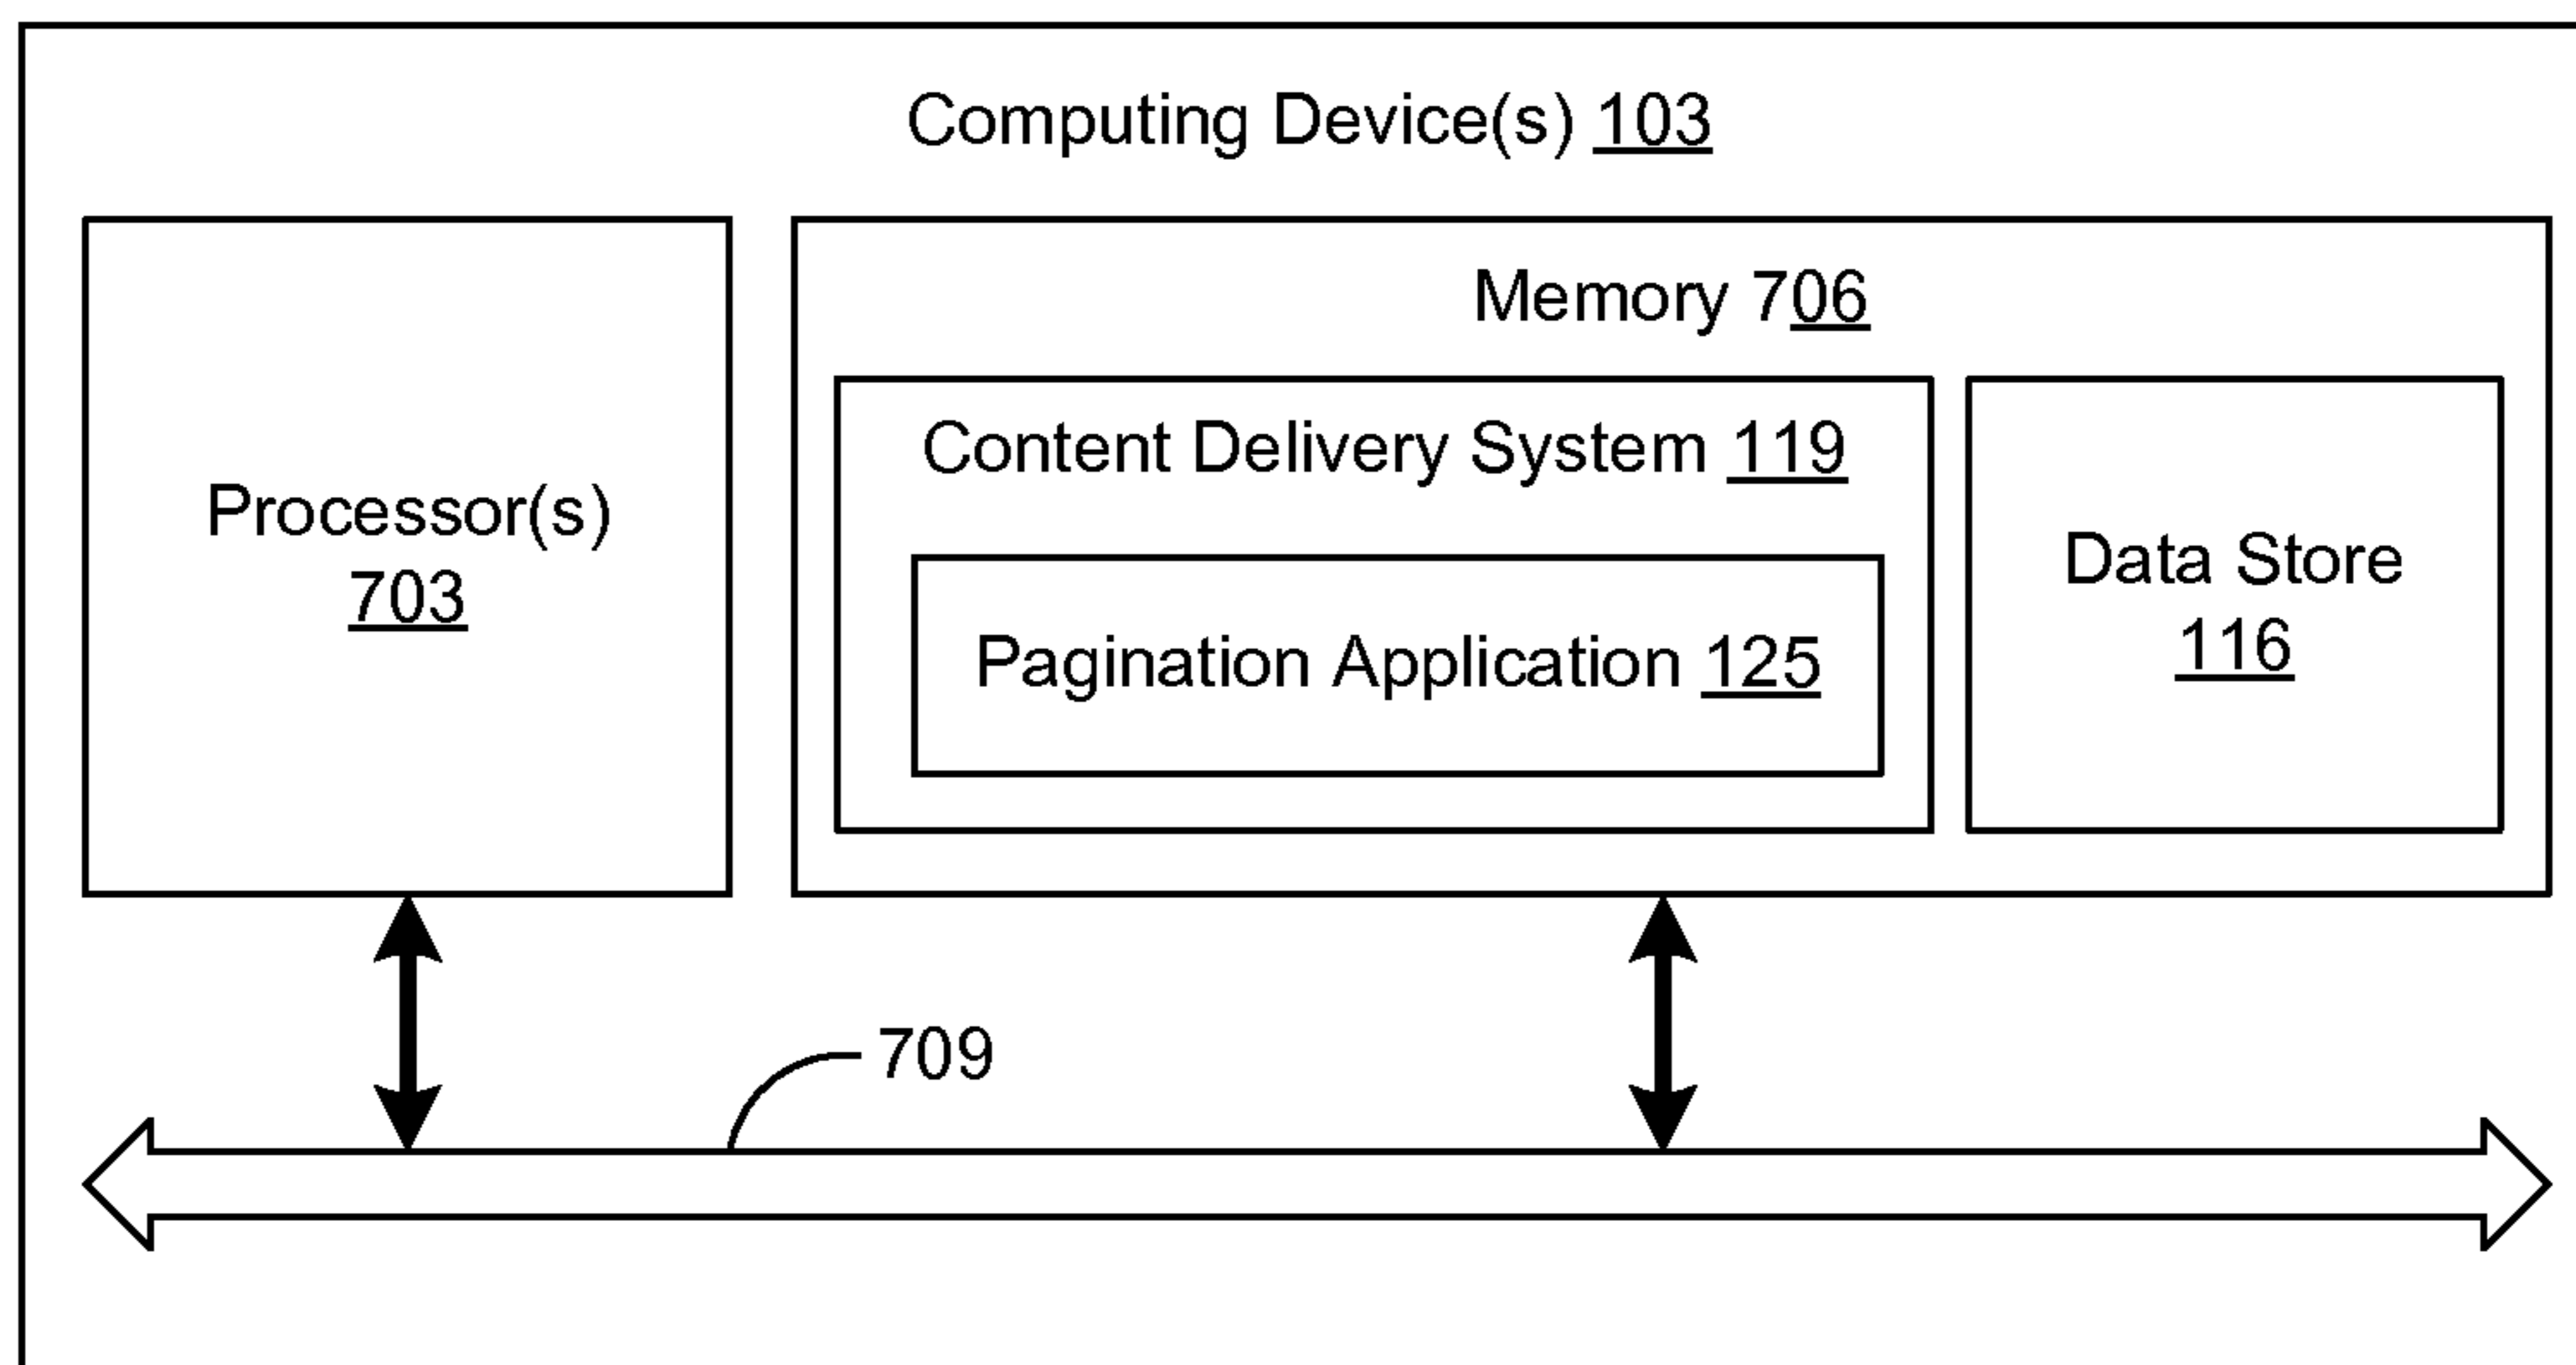 Computing Device(s) 103
Memory 706
Content Delivery System 119
Processor(s)
703
Data Store
116
Pagination Application 125
709